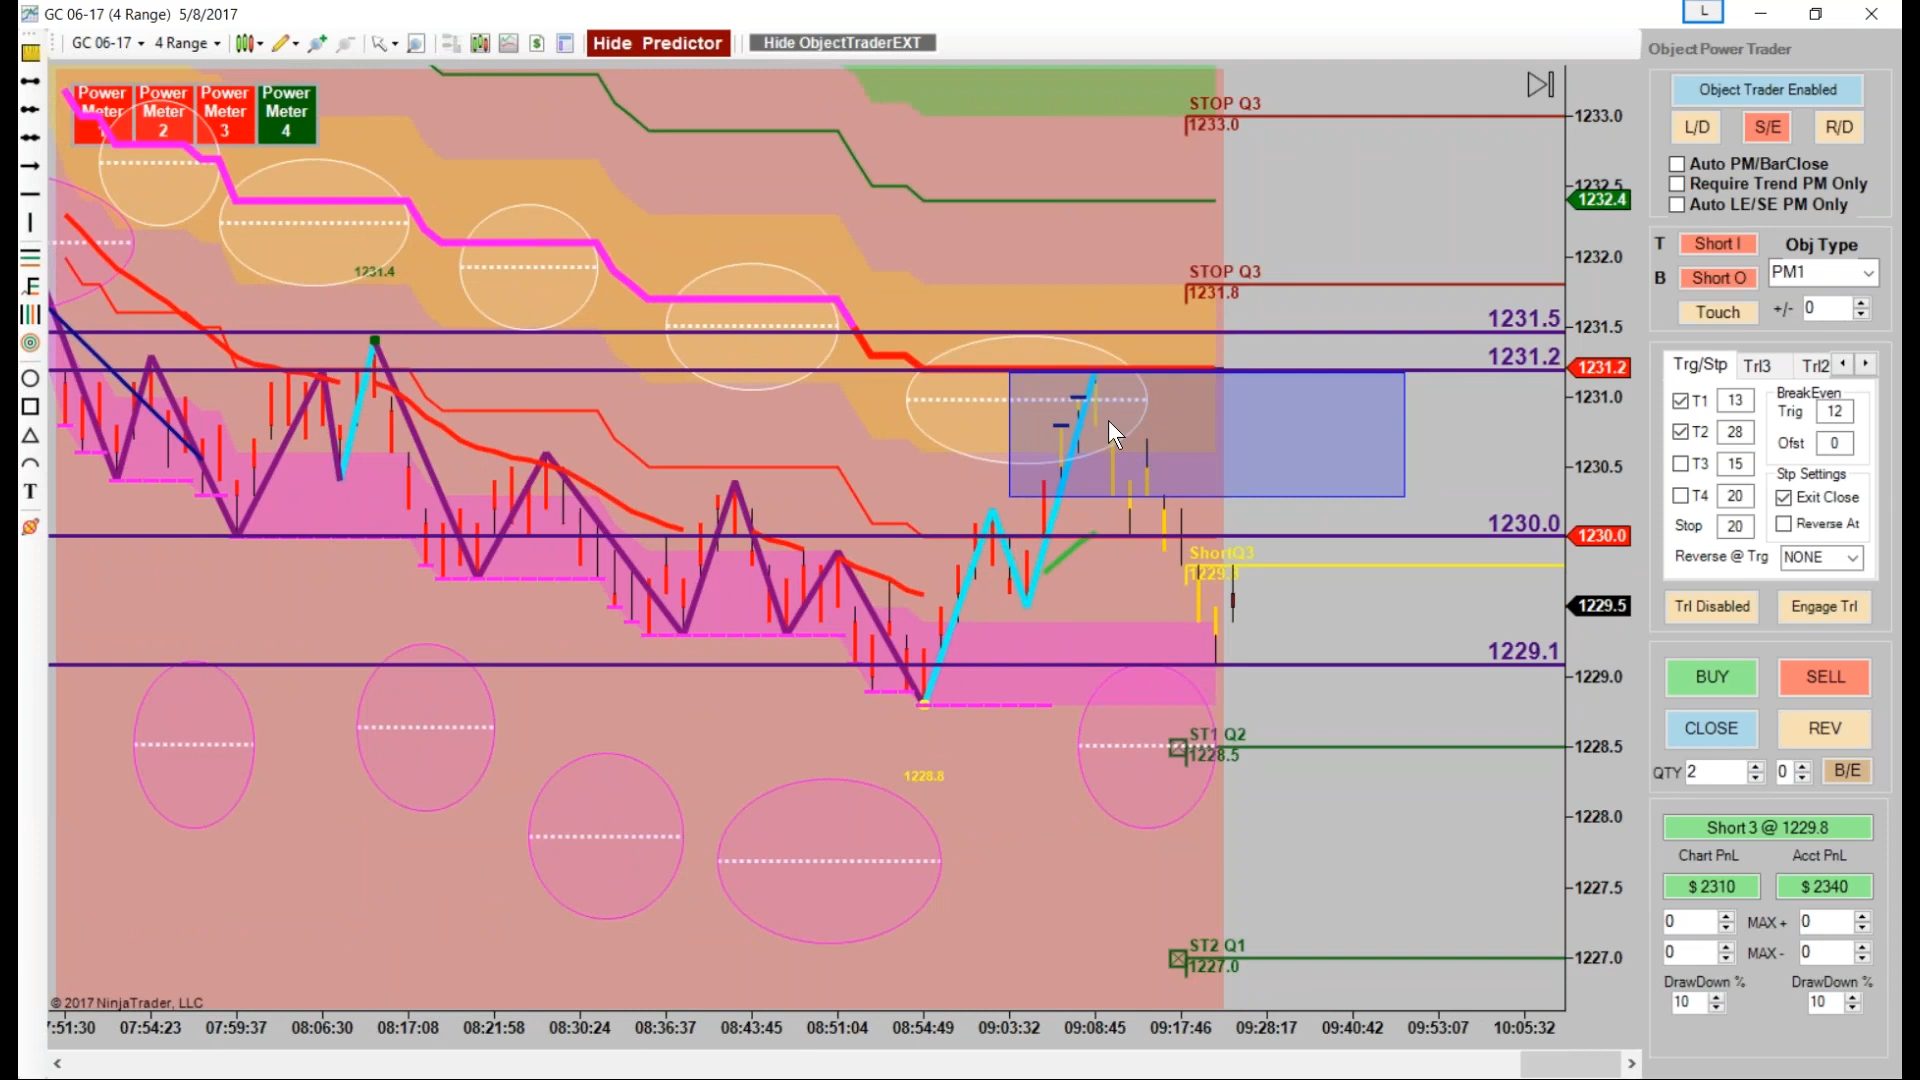 GC 06-17 (4 Range)  5/8/2017
L
GC 06-17
4 Range
Hide Predictor
Hide ObjectTraderEXT
Power Meter
Power Meter 2
Power Meter 3
Power Meter 4
STOP Q3
1233.0
STOP Q3
1231.8
1231.4
1231.5
1231.2
1230.0
ShortQ3
1229.1
ST1 Q2
1228.5
1228.8
ST2 Q1
1227.0
© 2017 NinjaTrader, LLC
1233.0
1232.5
1232.4
1232.0
1231.5
1231.2
1231.0
1230.5
1230.0
1229.5
1229.0
1228.5
1228.0
1227.5
1227.0
7:51:30
07:54:23
07:59:37
08:06:30
08:17:08
08:21:58
08:30:24
08:36:37
08:43:45
08:51:04
08:54:49
09:03:32
09:08:45
09:17:46
09:28:17
09:40:42
09:53:07
10:05:32
Object Power Trader
Object Trader Enabled
L/D S/E R/D
Auto PM/BarClose
Require Trend PM Only
Auto LE/SE PM Only
T Short I Obj Type
B Short O PM1
Touch +/- 0
Trg/Stp Trl3 Trl2
T1 13
T2 28
T3 15
T4 20
Stop 20
BreakEven
Trig 12
Ofst 0
Stp Settings
Exit Close
Reverse At
Reverse @ Trg NONE
Trl Disabled Engage Trl
BUY SELL
CLOSE REV
QTY 2 0 B/E
Short 3 @ 1229.8
Chart PnL Acct PnL
$ 2310 $ 2340
0 MAX + 0
0 MAX - 0
DrawDown % DrawDown %
10 10
T